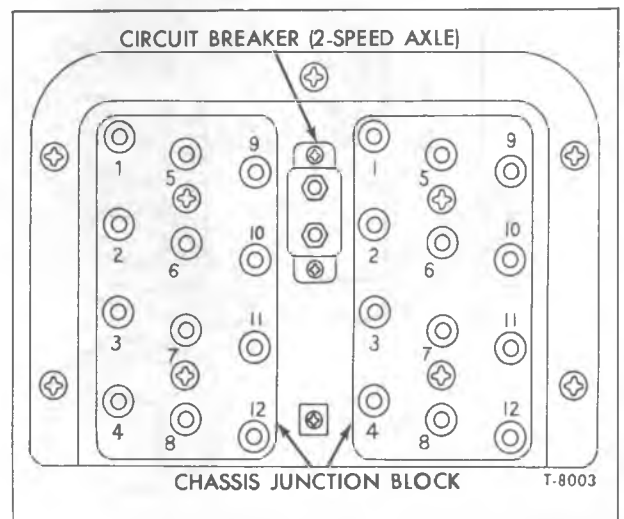 CIRCUIT BREAKER (2-SPEED AXLE)
1 5 9
2 6 10
3 7 11
4 8 12
1 5 9
2 6 10
3 7 11
4 8 12
CHASSIS JUNCTION BLOCK
T-8003